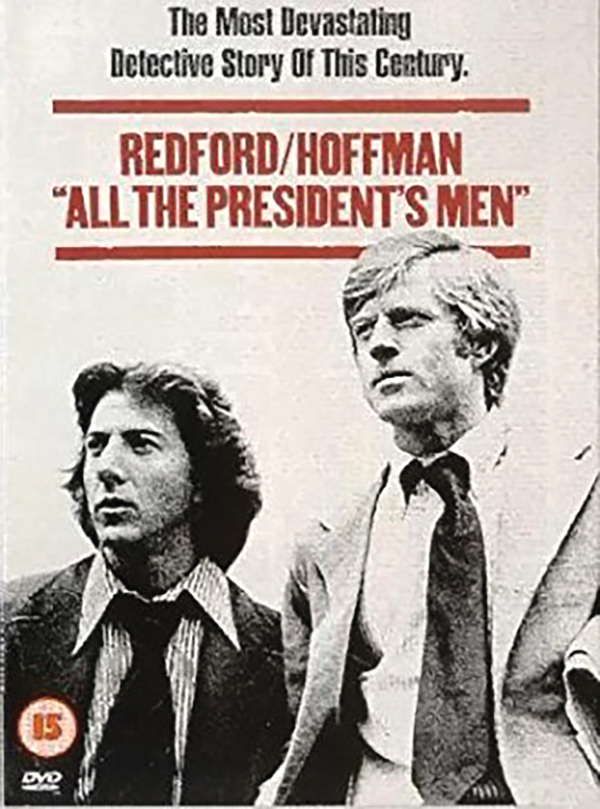 The Most Devastating
Detective Story Of This Century.
REDFORD/HOFFMAN
“ALL THE PRESIDENT'S MEN”
15
DVD